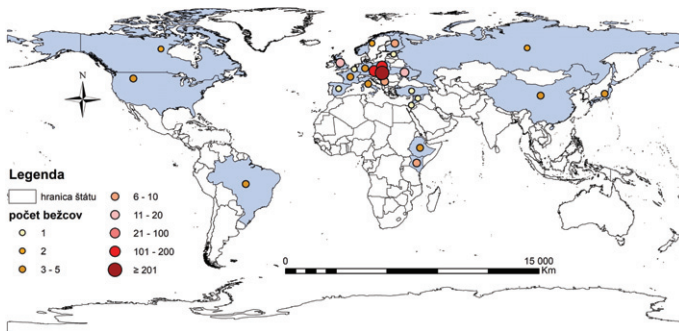 N
Legenda
hranica štátu
počet bežcov
1
2
3 - 5
6 - 10
11 - 20
21 - 100
101 - 200
≥ 201
0
15 000
Km